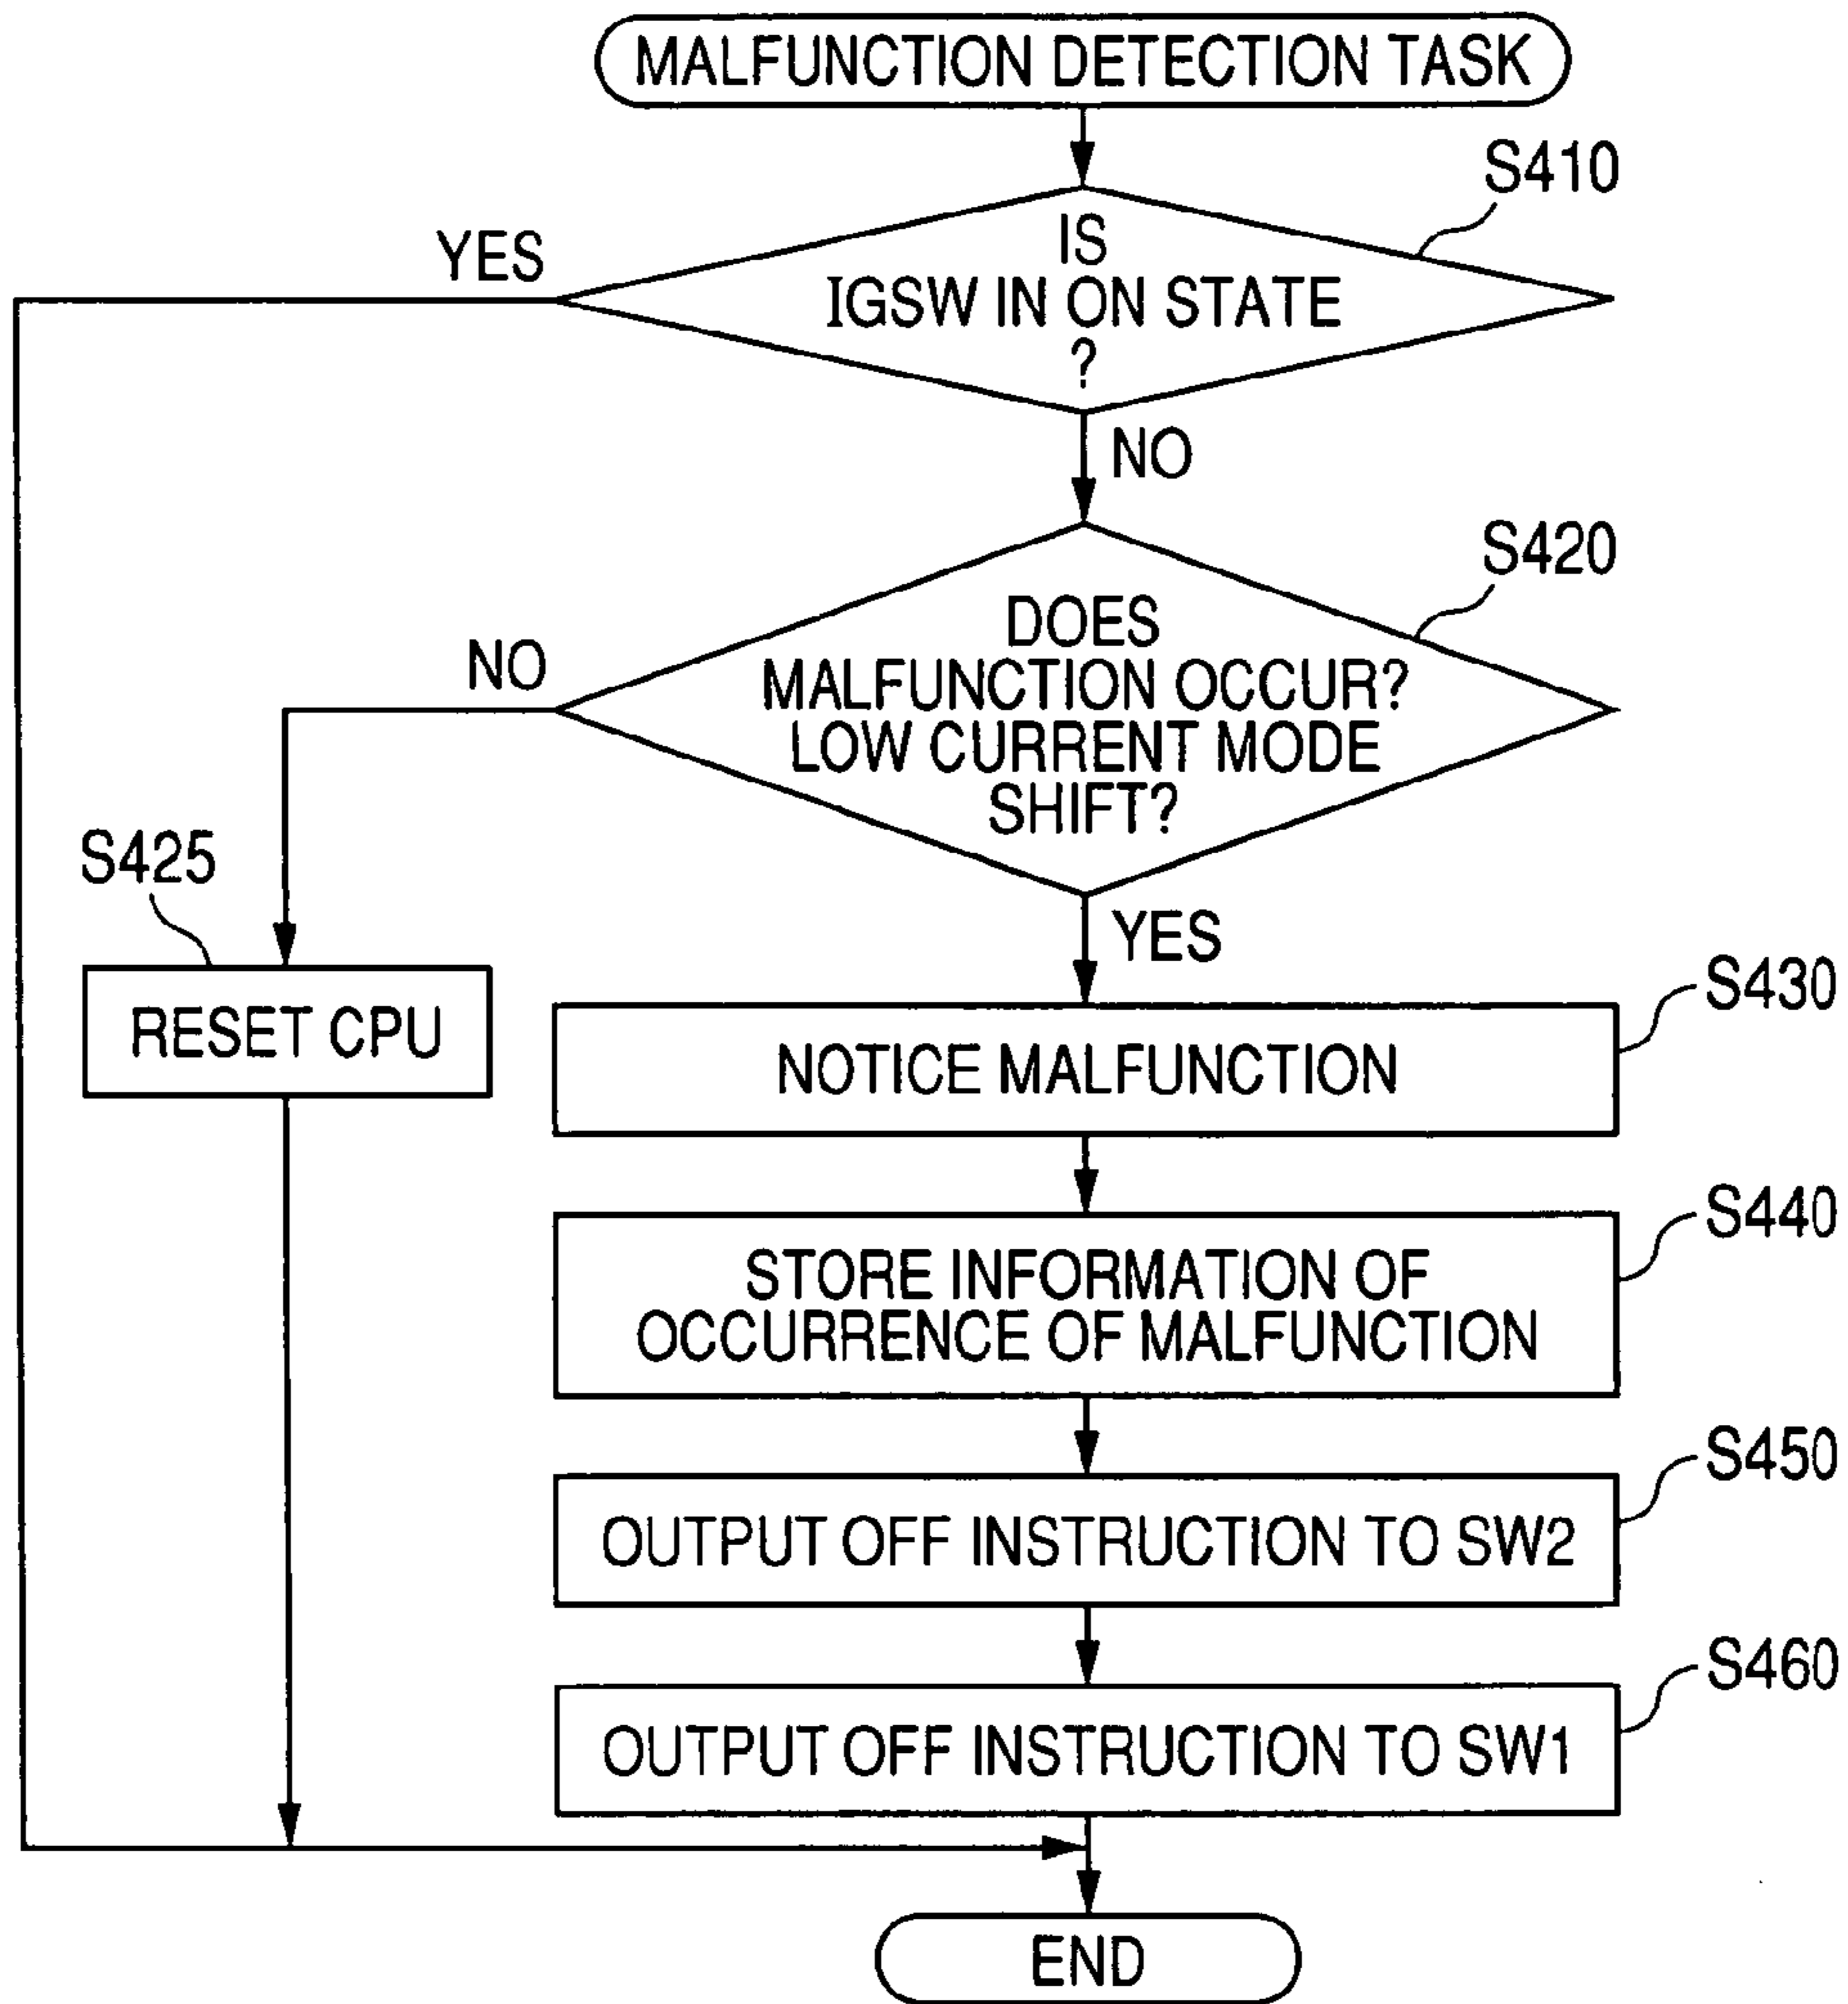 MALFUNCTION DETECTION TASK
S410
YES
IS
IGSW IN ON STATE
?
NO
S420
NO
DOES
MALFUNCTION OCCUR?
LOW CURRENT MODE
SHIFT?
S425
YES
RESET CPU
S430
NOTICE MALFUNCTION
S440
STORE INFORMATION OF
OCCURRENCE OF MALFUNCTION
S450
OUTPUT OFF INSTRUCTION TO SW2
S460
OUTPUT OFF INSTRUCTION TO SW1
END